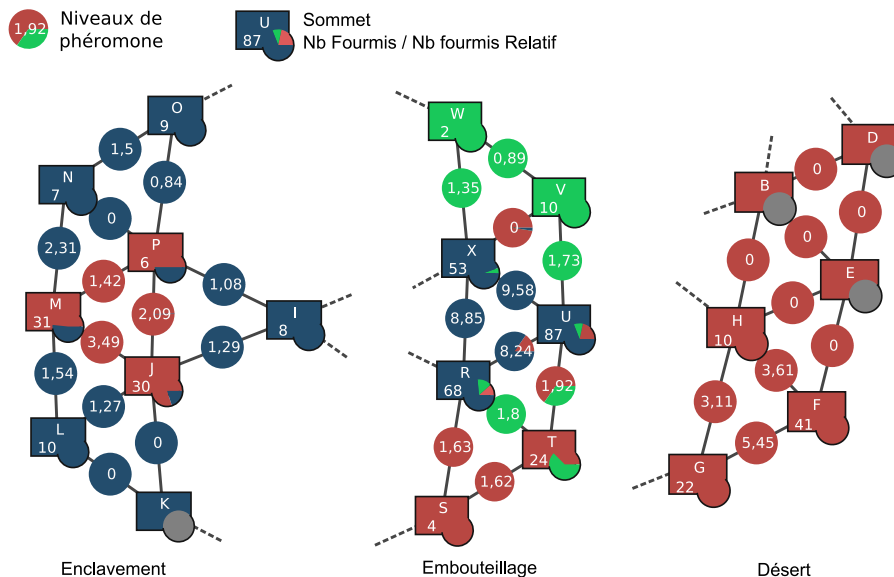 1,92
Niveaux de
phéromone
U
87
Sommet
Nb Fourmis / Nb fourmis Relatif
O
9
1,5
N
7
0,84
0
P
6
2,31
1,42
1,08
M
31
2,09
I
8
3,49
1,29
J
30
1,54
1,27
L
10
0
0
K
Enclavement
W
2
0,89
1,35
V
10
0
X
53
1,73
9,58
8,85
U
87
8,24
R
68
1,92
1,8
1,63
T
24
1,62
S
4
Embouteillage
D
0
B
0
0
0
E
0
H
10
0
3,61
3,11
F
41
5,45
G
22
Désert